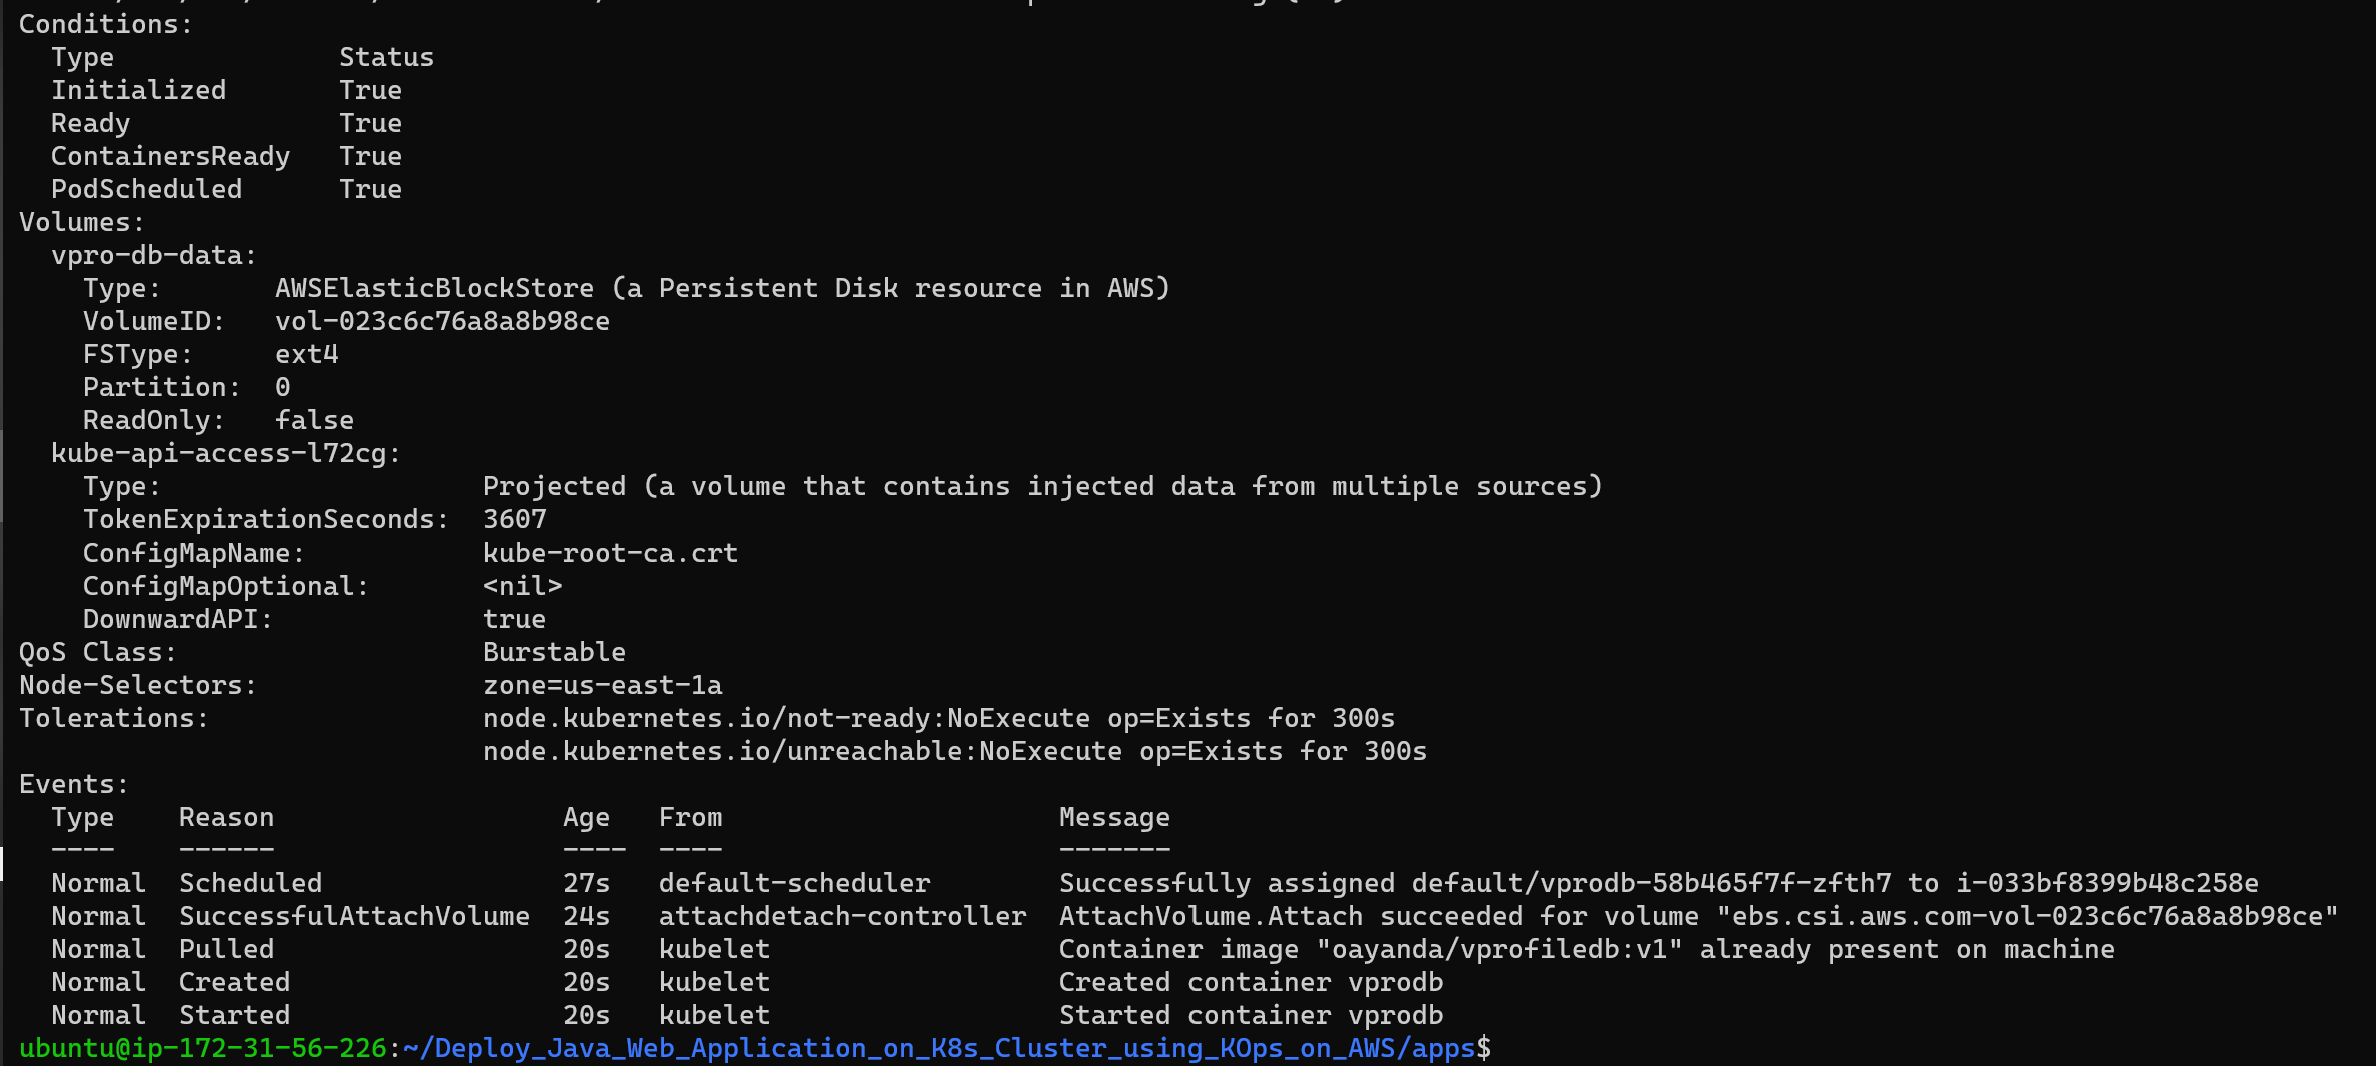 Conditions:
  Type              Status
  Initialized       True
  Ready             True
  ContainersReady   True
  PodScheduled      True
Volumes:
  vpro-db-data:
    Type:       AWSElasticBlockStore (a Persistent Disk resource in AWS)
    VolumeID:   vol-023c6c76a8a8b98ce
    FSType:     ext4
    Partition:  0
    ReadOnly:   false
  kube-api-access-l72cg:
    Type:                    Projected (a volume that contains injected data from multiple sources)
    TokenExpirationSeconds:  3607
    ConfigMapName:           kube-root-ca.crt
    ConfigMapOptional:       <nil>
    DownwardAPI:             true
QoS Class:                   Burstable
Node-Selectors:              zone=us-east-1a
Tolerations:                 node.kubernetes.io/not-ready:NoExecute op=Exists for 300s
                             node.kubernetes.io/unreachable:NoExecute op=Exists for 300s
Events:
  Type    Reason                  Age   From                     Message
  ----    ------                  ----  ----                     -------
  Normal  Scheduled               27s   default-scheduler        Successfully assigned default/vprodb-58b465f7f-zfth7 to i-033bf8399b48c258e
  Normal  SuccessfulAttachVolume  24s   attachdetach-controller  AttachVolume.Attach succeeded for volume "ebs.csi.aws.com-vol-023c6c76a8a8b98ce"
  Normal  Pulled                  20s   kubelet                  Container image "oayanda/vprofiledb:v1" already present on machine
  Normal  Created                 20s   kubelet                  Created container vprodb
  Normal  Started                 20s   kubelet                  Started container vprodb
ubuntu@ip-172-31-56-226:~/Deploy_Java_Web_Application_on_K8s_Cluster_using_KOps_on_AWS/apps$